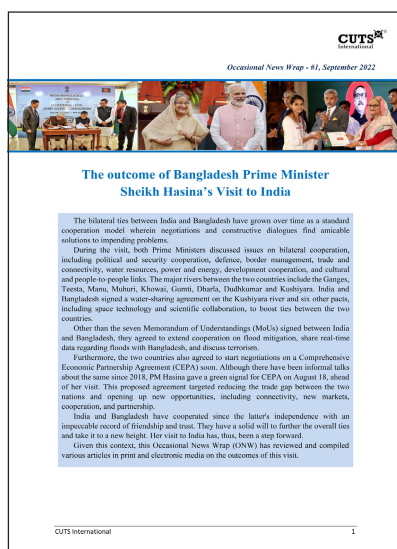 CUTS®
International
Occasional News Wrap - #1, September 2022
The outcome of Bangladesh Prime Minister
Sheikh Hasina's Visit to India
The bilateral ties between India and Bangladesh have grown over time as a standard
cooperation model wherein negotiations and constructive dialogues find amicable
solutions to impending problems.
During the visit, both Prime Ministers discussed issues on bilateral cooperation,
including political and security cooperation, defence, border management, trade and
connectivity, water resources, power and energy, development cooperation, and cultural
and people-to-people links. The major rivers between the two countries include the Ganges,
Teesta, Manu, Muhuri, Khowai, Gumti, Dharla, Dudhkumar and Kushiyara. India and
Bangladesh signed a water-sharing agreement on the Kushiyara river and six other pacts,
including space technology and scientific collaboration, to boost ties between the two
countries.
Other than the seven Memorandum of Understandings (MoUs) signed between India
and Bangladesh, they agreed to extend cooperation on flood mitigation, share real-time
data regarding floods with Bangladesh, and discuss terrorism.
Furthermore, the two countries also agreed to start negotiations on a Comprehensive
Economic Partnership Agreement (CEPA) soon. Although there have been informal talks
about the same since 2018, PM Hasina gave a green signal for CEPA on August 18, ahead
of her visit. This proposed agreement targeted reducing the trade gap between the two
nations and opening up new opportunities, including connectivity, new markets,
cooperation, and partnership.
India and Bangladesh have cooperated since the latter's independence with an
impeccable record of friendship and trust. They have a solid will to further the overall ties
and take it to a new height. Her visit to India has, thus, been a step forward.
Given this context, this Occasional News Wrap (ONW) has reviewed and compiled
various articles in print and electronic media on the outcomes of this visit.
CUTS International 1